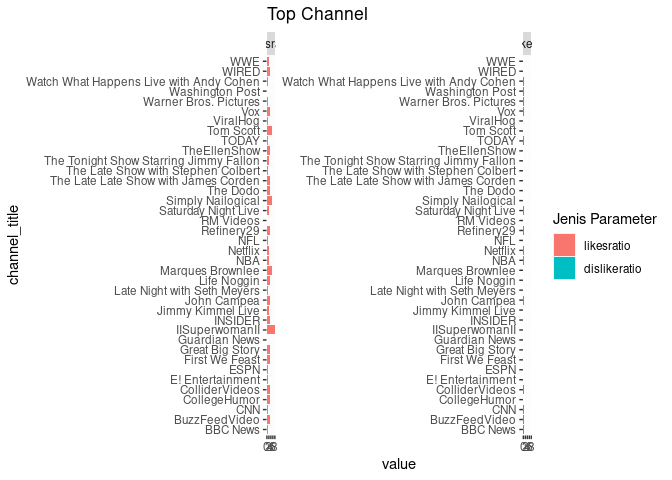 Top Channel
WWE
WIRED
Watch What Happens Live with Andy Cohen
Washington Post
Warner Bros. Pictures
Vox
ViralHog
Tom Scott
TODAY
TheEllenShow
The Tonight Show Starring Jimmy Fallon
The Late Show with Stephen Colbert
The Late Late Show with James Corden
The Dodo
Simply Nailogical
Saturday Night Live
RM Videos
Refinery29
NFL
Netflix
NBA
Marques Brownlee
Life Noggin
Late Night with Seth Meyers
John Campea
Jimmy Kimmel Live
INSIDER
IISuperwomanII
Guardian News
Great Big Story
First We Feast
ESPN
E! Entertainment
ColliderVideos
CollegeHumor
CNN
BuzzFeedVideo
BBC News
WWE
WIRED
Watch What Happens Live with Andy Cohen
Washington Post
Warner Bros. Pictures
Vox
ViralHog
Tom Scott
TODAY
TheEllenShow
The Tonight Show Starring Jimmy Fallon
The Late Show with Stephen Colbert
The Late Late Show with James Corden
The Dodo
Simply Nailogical
Saturday Night Live
RM Videos
Refinery29
NFL
Netflix
NBA
Marques Brownlee
Life Noggin
Late Night with Seth Meyers
John Campea
Jimmy Kimmel Live
INSIDER
IISuperwomanII
Guardian News
Great Big Story
First We Feast
ESPN
E! Entertainment
ColliderVideos
CollegeHumor
CNN
BuzzFeedVideo
BBC News
channel_title
value
Jenis Parameter
likesratio
dislikeratio